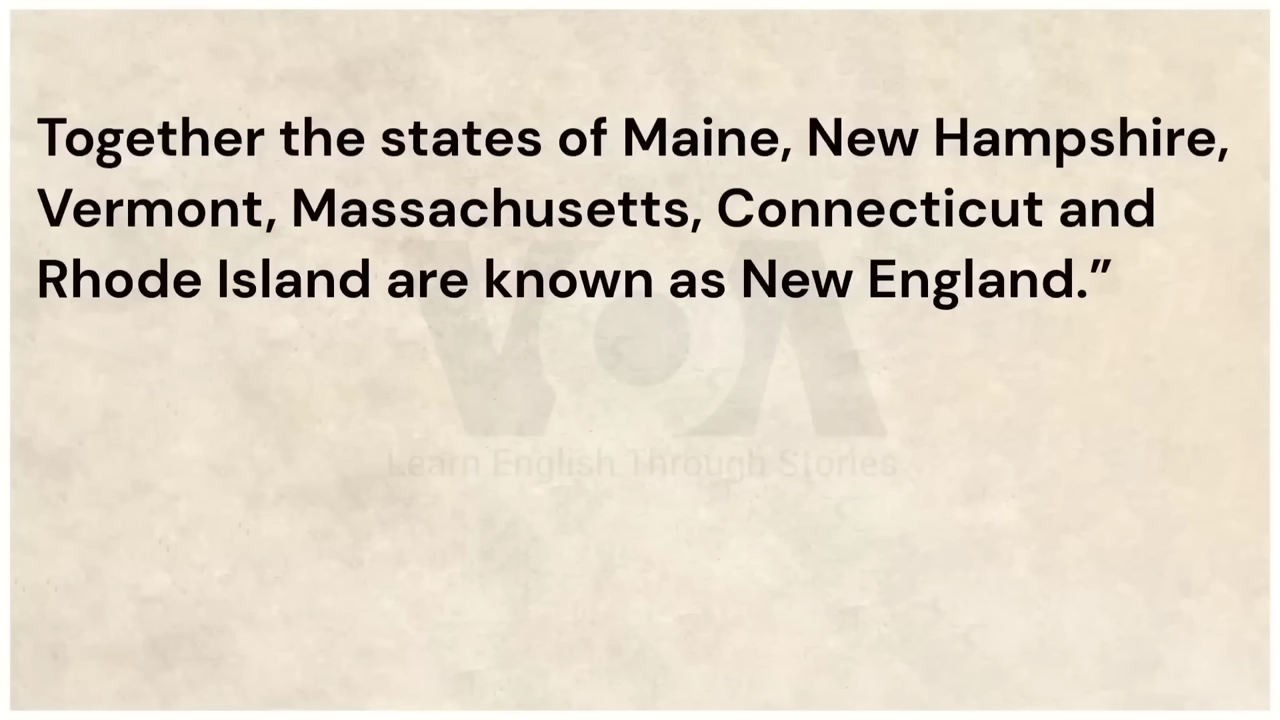 Together the states of Maine, New Hampshire,
Vermont, Massachusetts, Connecticut and
Rhode Island are known as New England.”
VOA
Learn English Through Stories